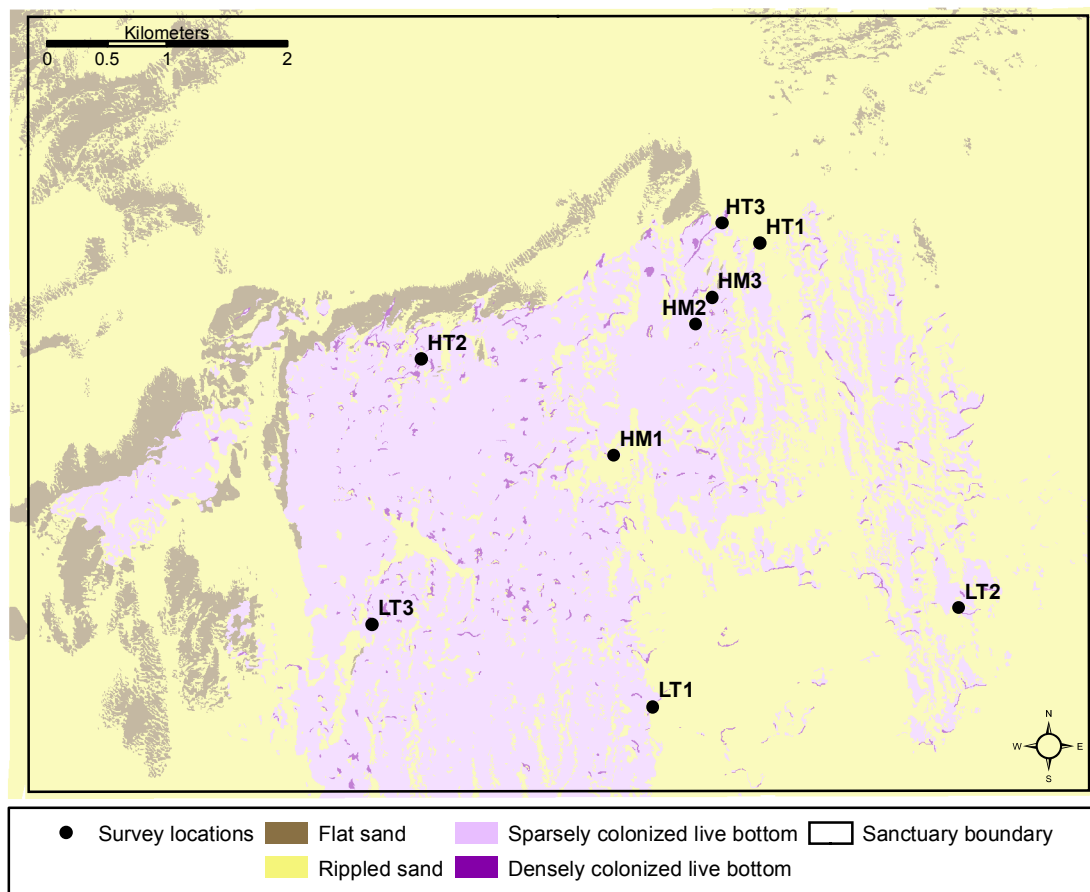 Kilometers
0 0.5 1 2
HT3
HT1
HM3
HM2
HT2
HM1
LT2
LT3
LT1
N
W E
S
Survey locations Flat sand Sparsely colonized live bottom Sanctuary boundary
Rippled sand Densely colonized live bottom